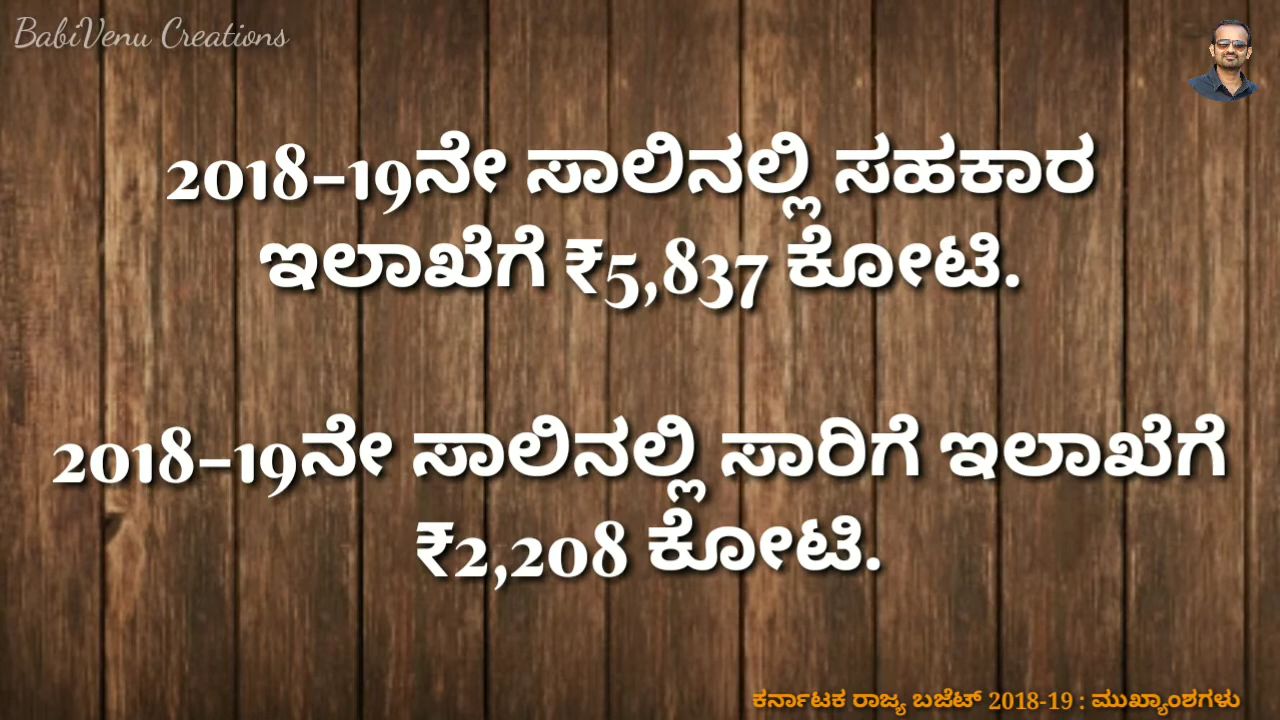 BabiVenu Creations
2018-19ನೇ ಸಾಲಿನಲ್ಲಿ ಸಹಕಾರ
ಇಲಾಖೆಗೆ ₹5,837 ಕೋಟಿ.
2018-19ನೇ ಸಾಲಿನಲ್ಲಿ ಸಾರಿಗೆ ಇಲಾಖೆಗೆ
₹2,208 ಕೋಟಿ.
ಕರ್ನಾಟಕ ರಾಜ್ಯ ಬಜೆಟ್ 2018-19 : ಮುಖ್ಯಾಂಶಗಳು